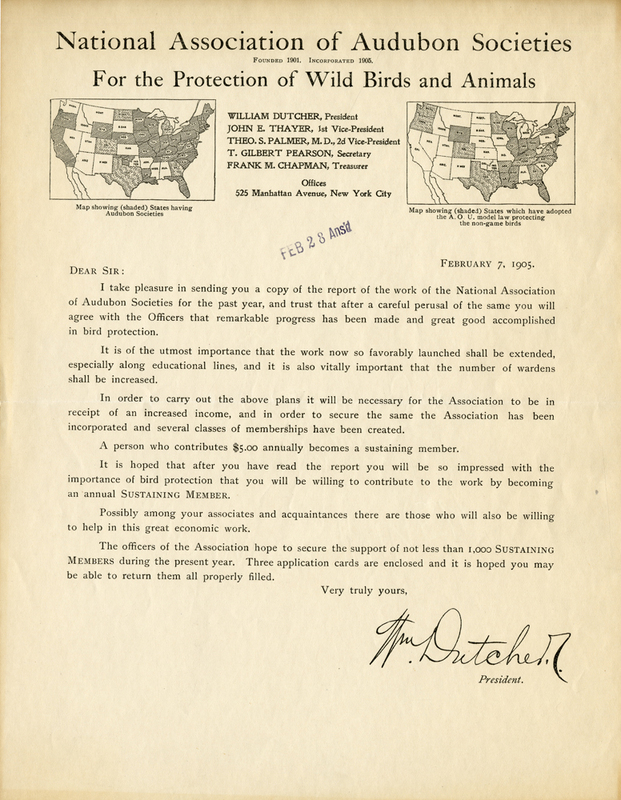 National Association of Audubon Societies
FOUNDED 1901. INCORPORATED 1905.
For the Protection of Wild Birds and Animals
WILLIAM DUTCHER, President
JOHN E. THAYER, 1st Vice-President
THEO. S. PALMER, M. D., 2d Vice-President
T. GILBERT PEARSON, Secretary
FRANK M. CHAPMAN, Treasurer
Offices
525 Manhattan Avenue, New York City
Map showing (shaded) States having
Audubon Societies
Map showing (shaded) States which have adopted
the A. O. U. model law protecting
the non-game birds
FEB 28 Ansd
FEBRUARY 7, 1905.
DEAR SIR:
I take pleasure in sending you a copy of the report of the work of the National Association
of Audubon Societies for the past year, and trust that after a careful perusal of the same you will
agree with the Officers that remarkable progress has been made and great good accomplished
in bird protection.
It is of the utmost importance that the work now so favorably launched shall be extended,
especially along educational lines, and it is also vitally important that the number of wardens
shall be increased.
In order to carry out the above plans it will be necessary for the Association to be in
receipt of an increased income, and in order to secure the same the Association has been
incorporated and several classes of memberships have been created.
A person who contributes $5.00 annually becomes a sustaining member.
It is hoped that after you have read the report you will be so impressed with the
importance of bird protection that you will be willing to contribute to the work by becoming
an annual SUSTAINING MEMBER.
Possibly among your associates and acquaintances there are those who will also be willing
to help in this great economic work.
The officers of the Association hope to secure the support of not less than 1,000 SUSTAINING
MEMBERS during the present year. Three application cards are enclosed and it is hoped you may
be able to return them all properly filled.
Very truly yours,
Wm. Dutcher.
President.